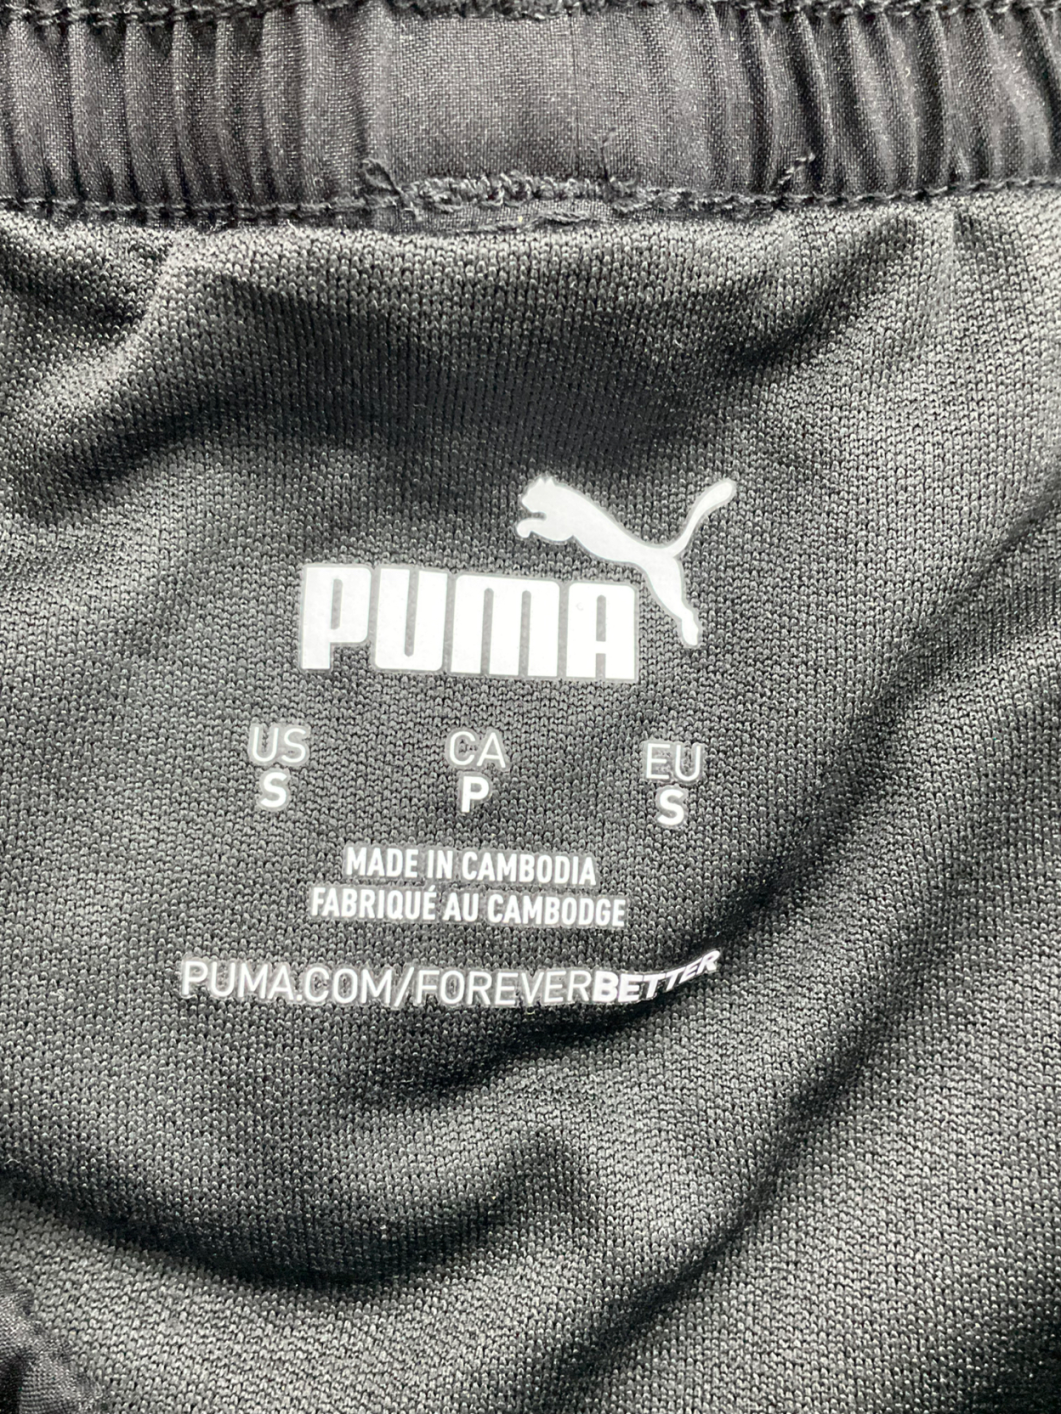 PUMA
US CA EU
S P S
MADE IN CAMBODIA
FABRIQUÉ AU CAMBODGE
PUMA.COM/FOREVERBETTER